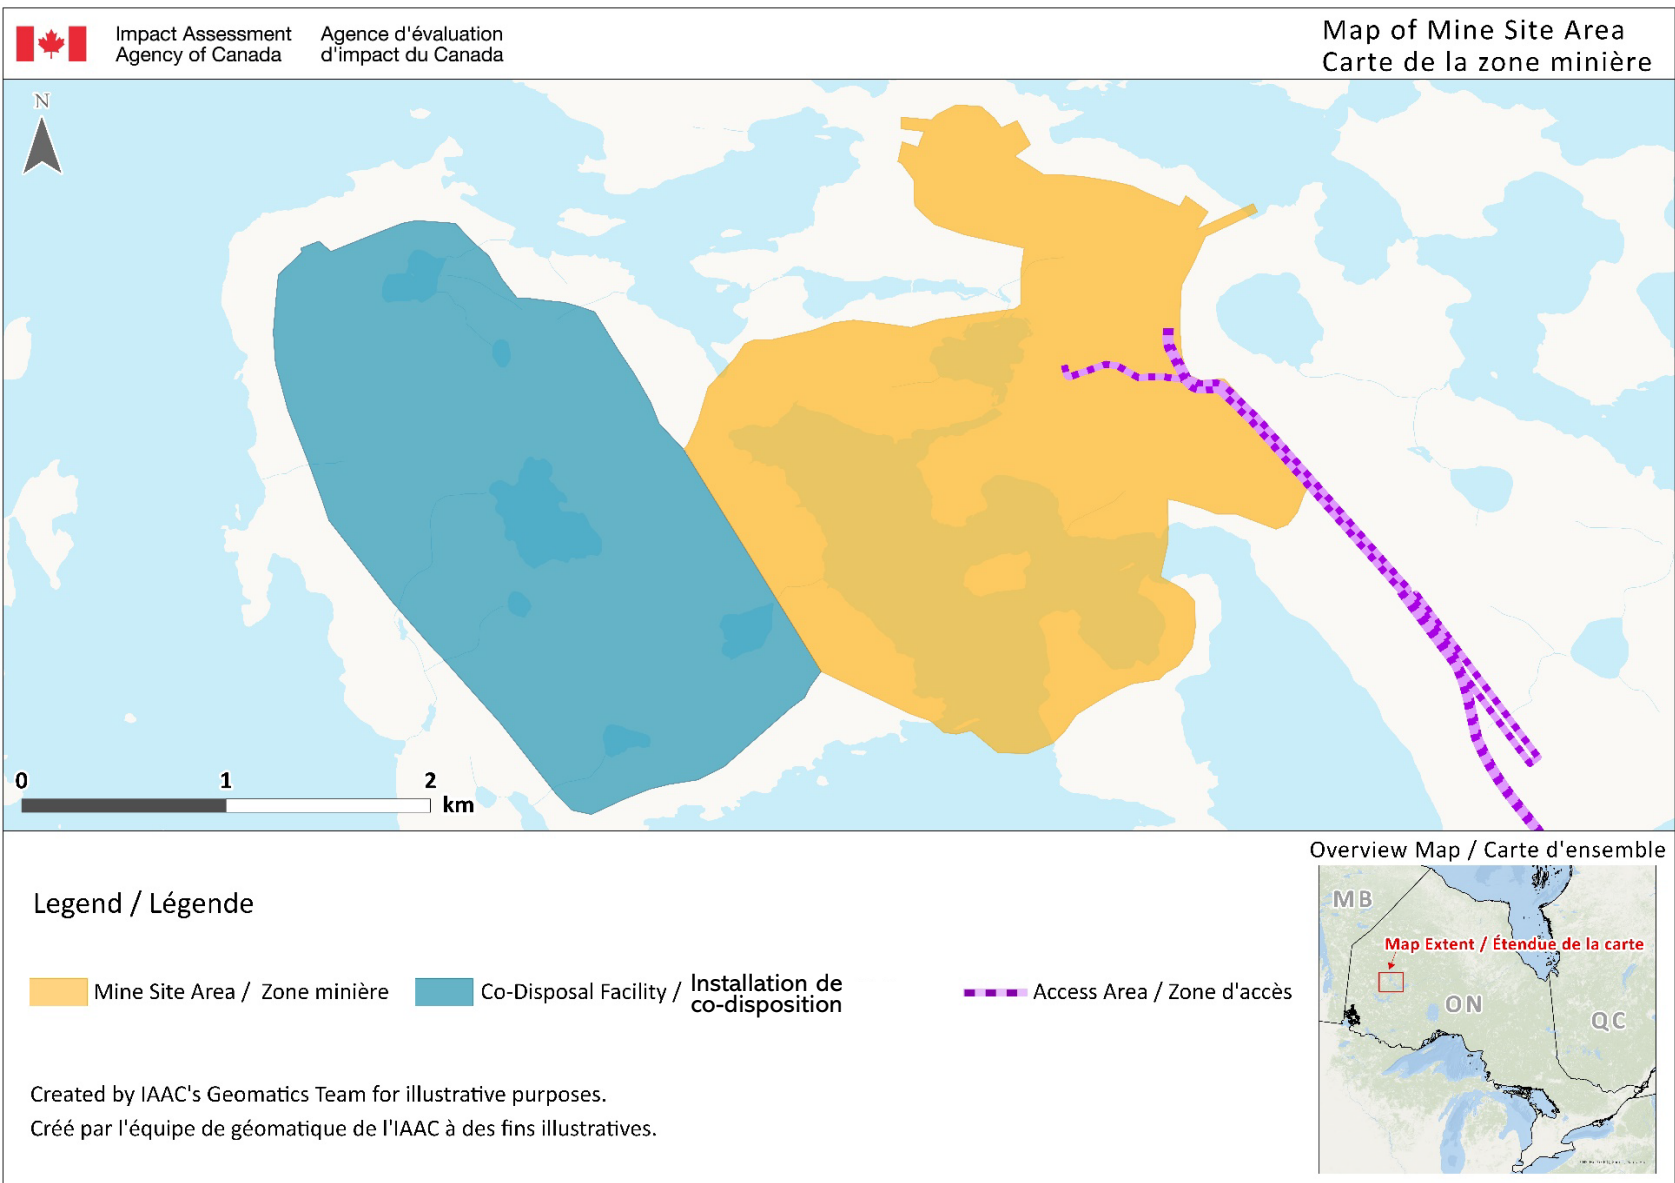 Impact Assessment
Agency of Canada
Agence d'évaluation
d'impact du Canada
Map of Mine Site Area
Carte de la zone minière
N
0 1 2
km
Legend / Légende
Mine Site Area / Zone minière
Co-Disposal Facility / Installation de
co-disposition
Access Area / Zone d'accès
Created by IAAC's Geomatics Team for illustrative purposes.
Créé par l'équipe de géomatique de l'IAAC à des fins illustratives.
Overview Map / Carte d'ensemble
MB
Map Extent / Étendue de la carte
ON
QC